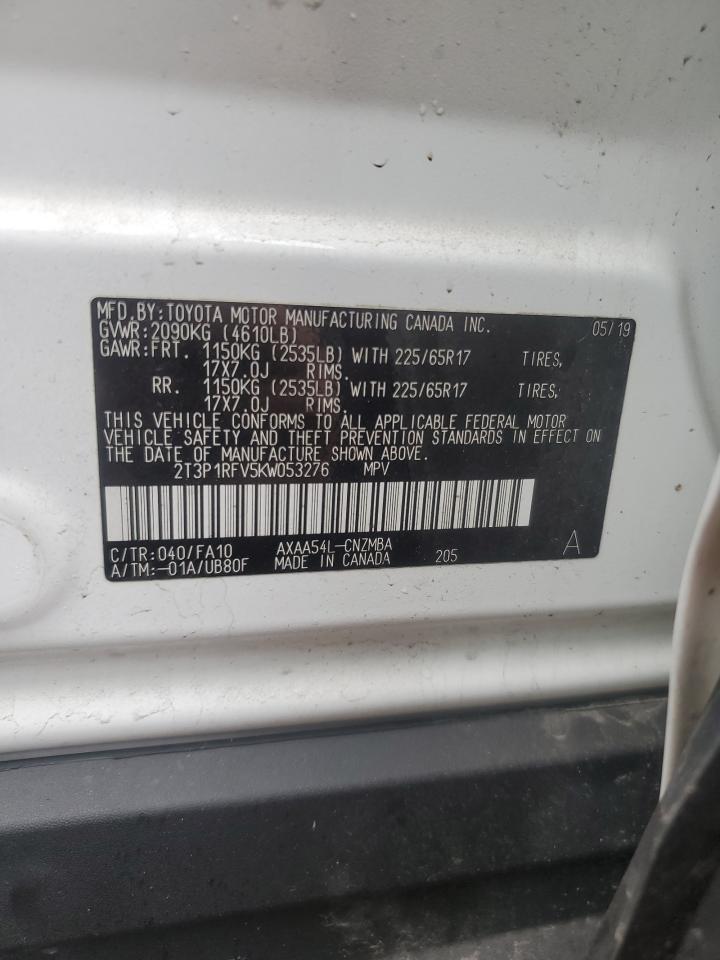 MFD.BY:TOYOTA MOTOR MANUFACTURING CANADA INC. 05/19
GVWR:2090KG (4610LB)
GAWR:FRT. 1150KG (2535LB) WITH 225/65R17 TIRES,
17X7.0J RIMS.
RR. 1150KG (2535LB) WITH 225/65R17 TIRES,
17X7.0J RIMS.
THIS VEHICLE CONFORMS TO ALL APPLICABLE FEDERAL MOTOR
VEHICLE SAFETY AND THEFT PREVENTION STANDARDS IN EFFECT ON
THE DATE OF MANUFACTURE SHOWN ABOVE.
2T3P1RFV5KW053276 MPV
C/TR:040/FA10 AXAA54L-CNZMBA
A/TM:-01A/UB80F MADE IN CANADA 205 A